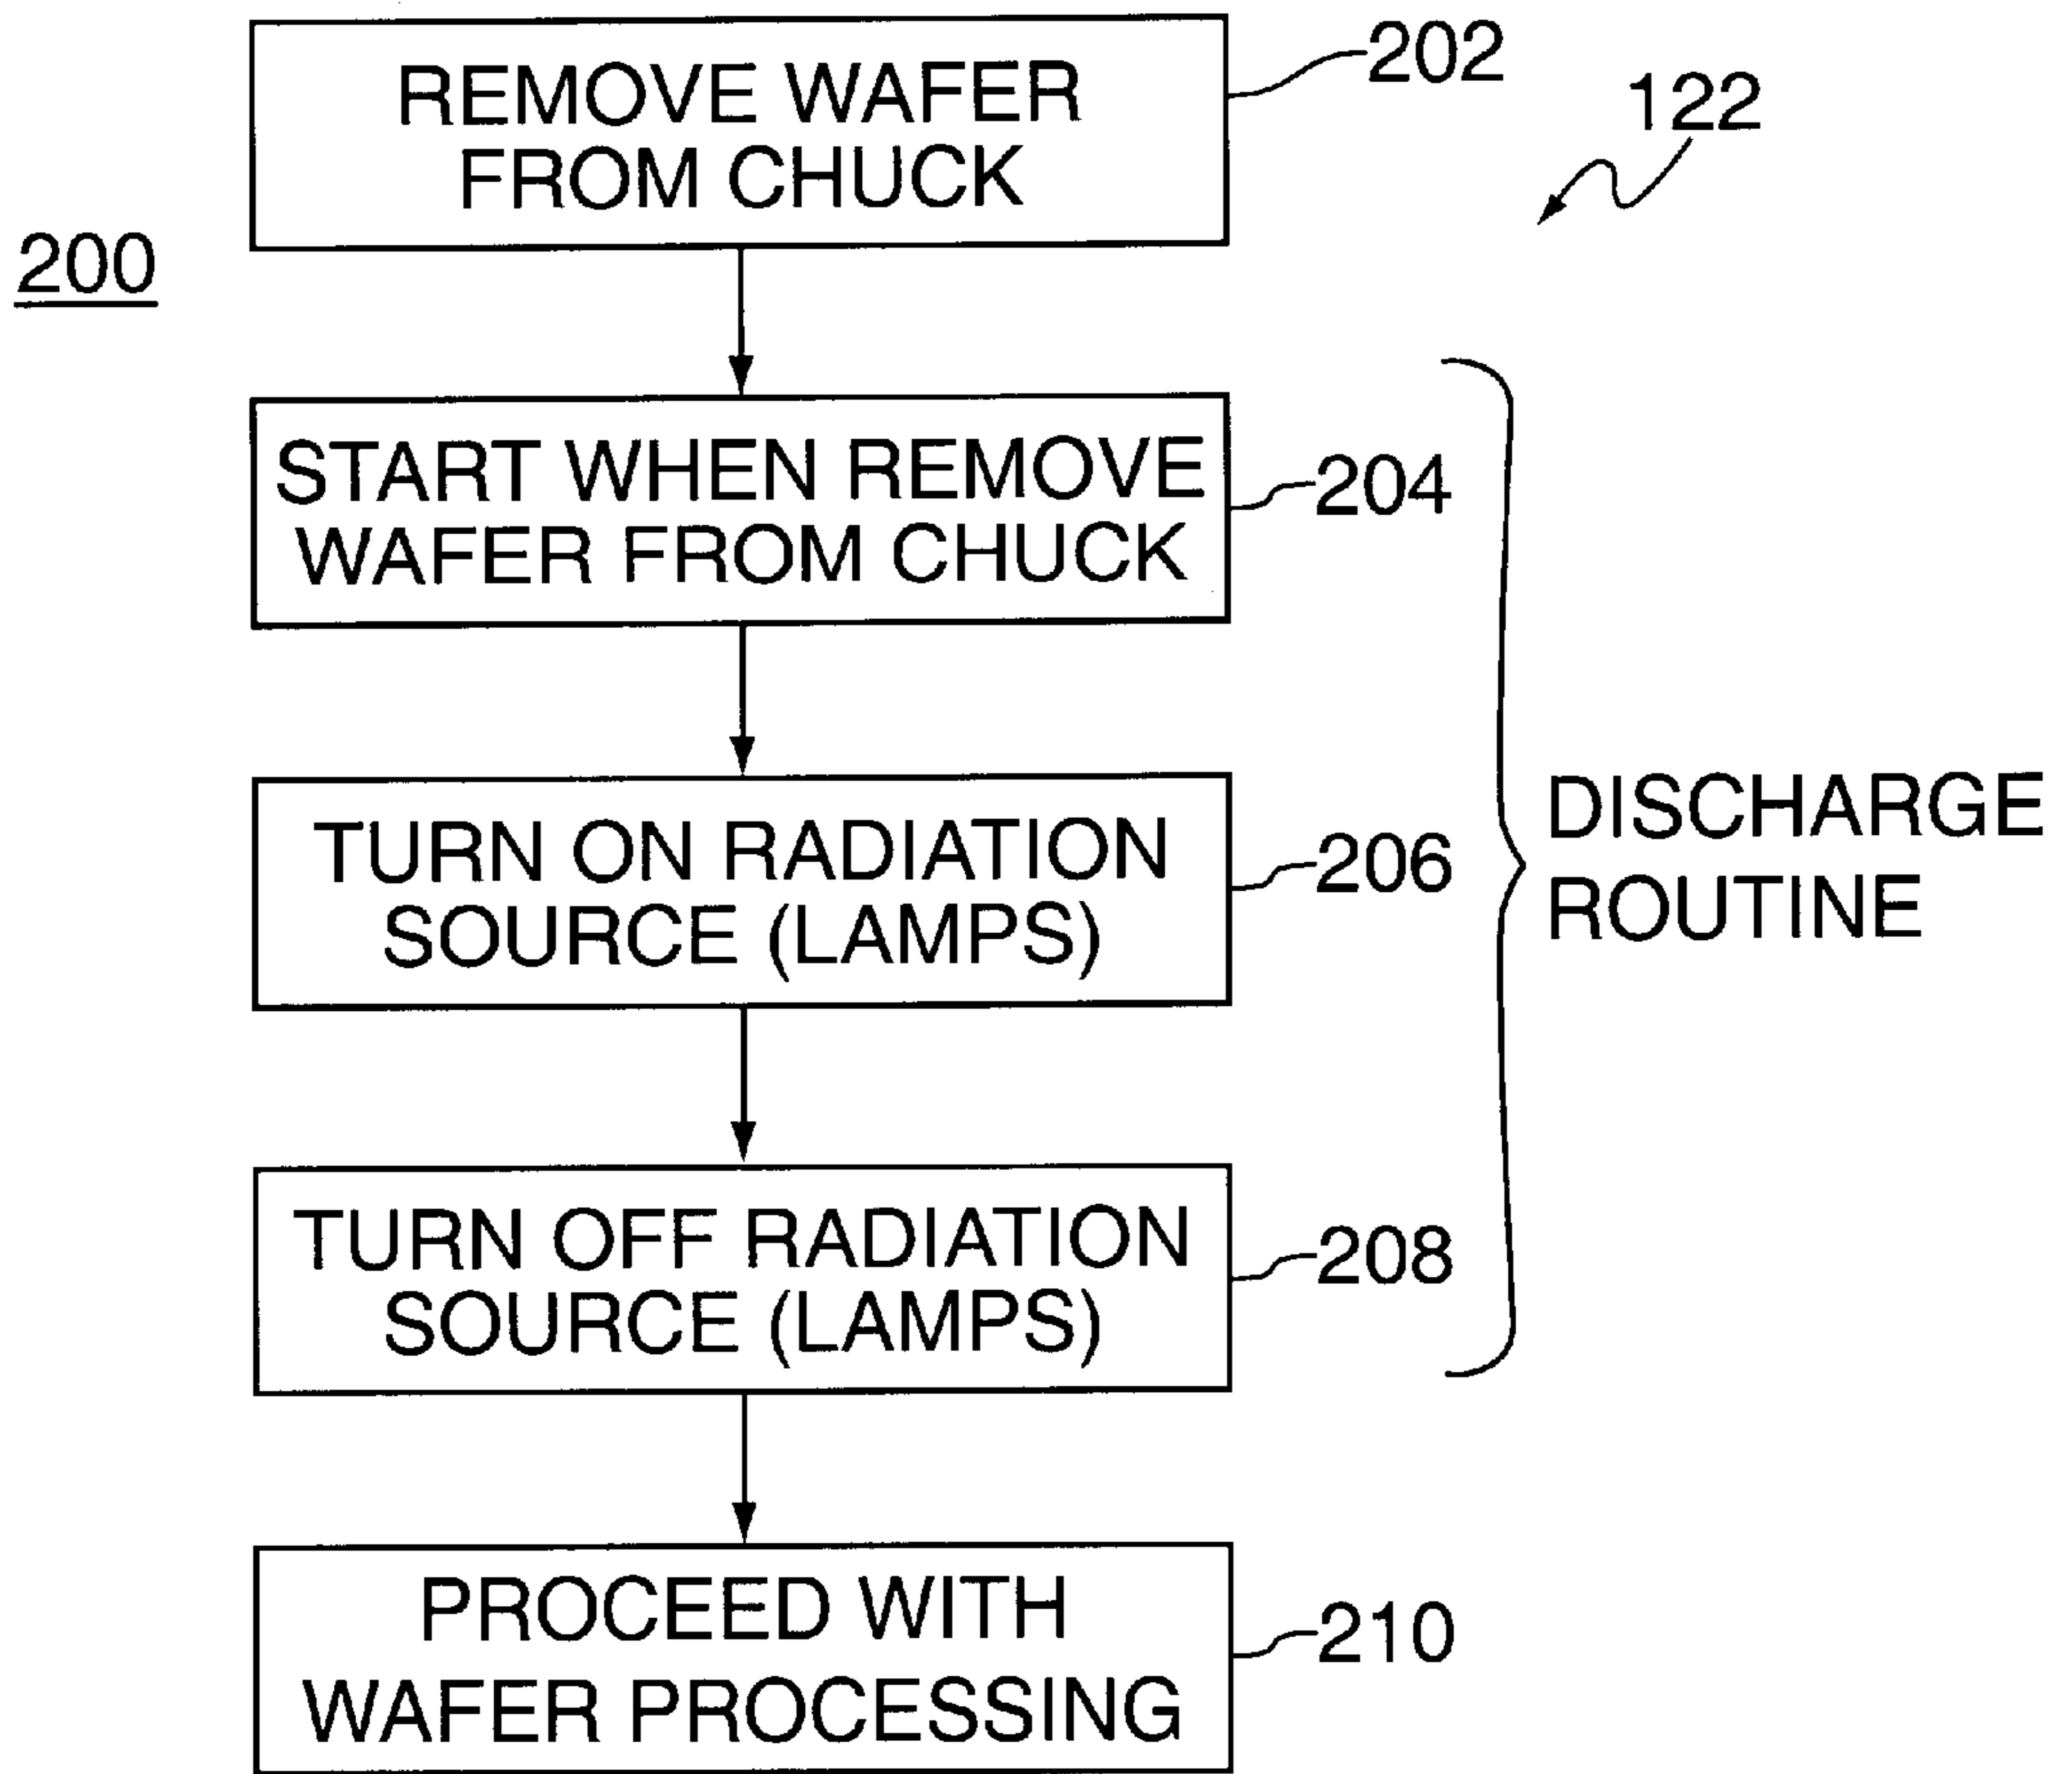 REMOVE WAFER
FROM CHUCK
202
122
200
START WHEN REMOVE
WAFER FROM CHUCK
204
TURN ON RADIATION
SOURCE (LAMPS)
206
DISCHARGE
ROUTINE
TURN OFF RADIATION
SOURCE (LAMPS)
208
PROCEED WITH
WAFER PROCESSING
210